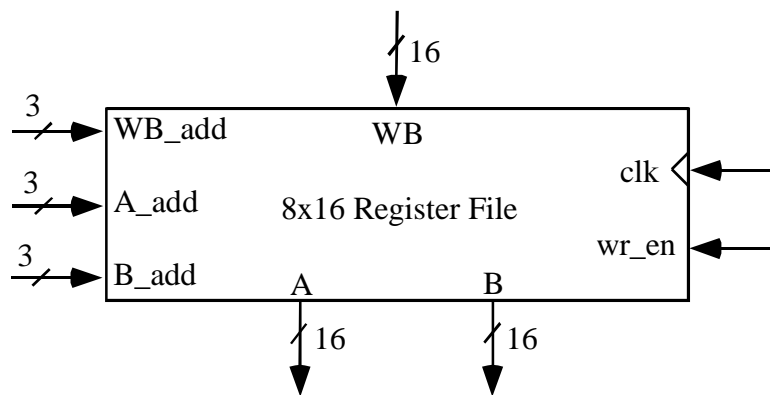 16
3
WB_add
WB
clk
3
A_add
8x16 Register File
wr_en
3
B_add
A
B
16
16